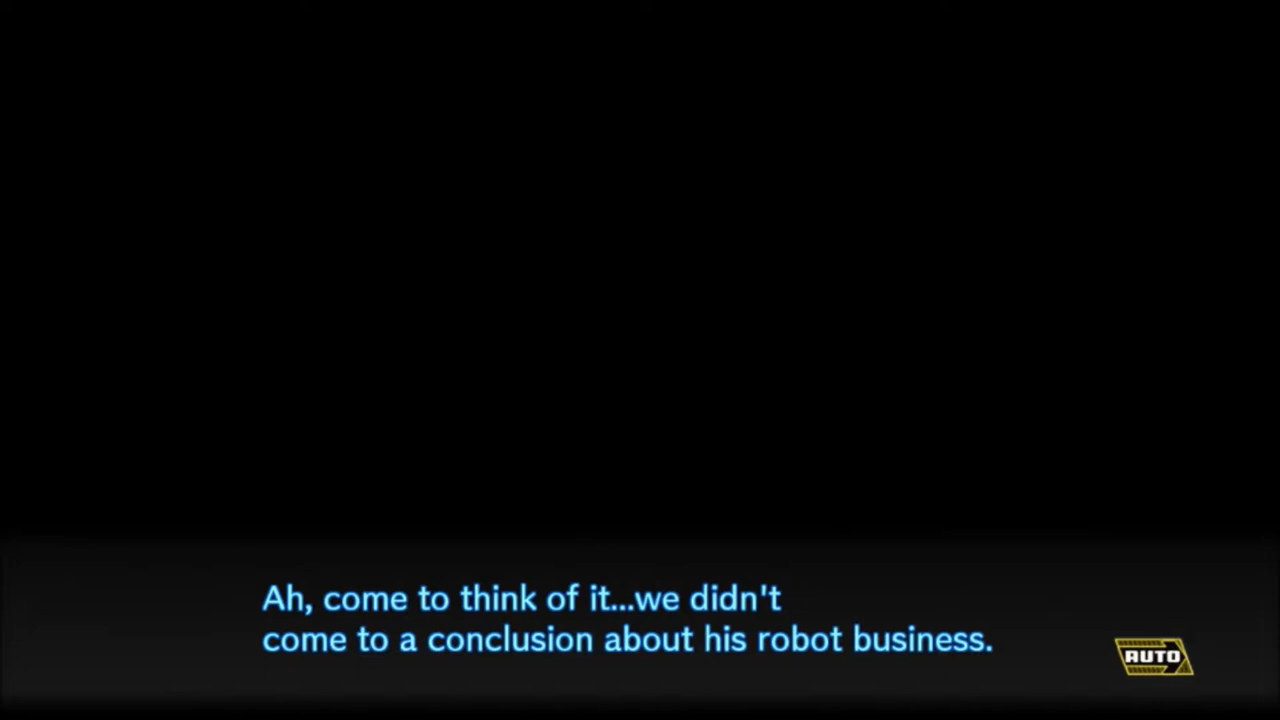 Ah, come to think of it...we didn't
come to a conclusion about his robot business.
AUTO